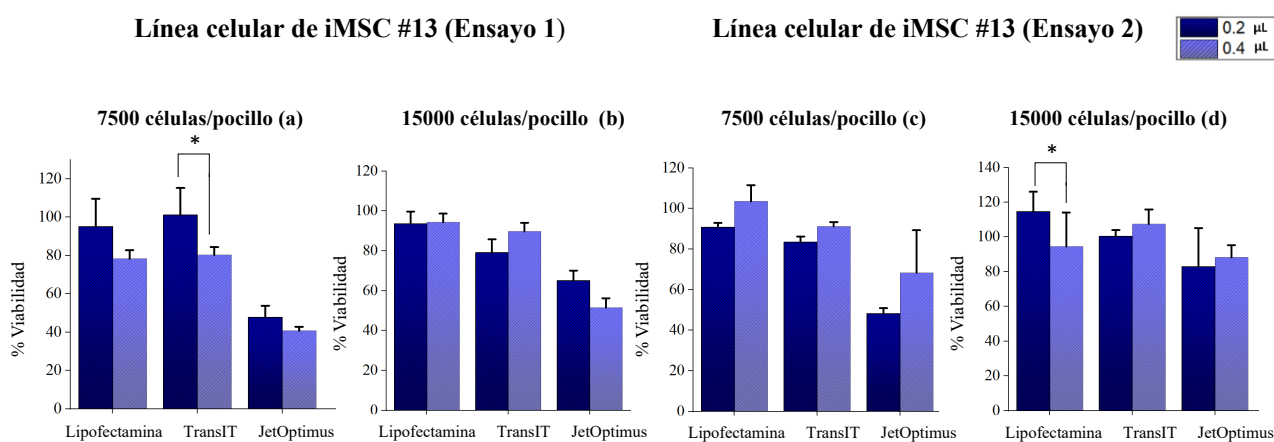 Línea celular de iMSC #13 (Ensayo 1)
Línea celular de iMSC #13 (Ensayo 2)
0.2 µL
0.4 µL
7500 células/pocillo (a)
% Viabilidad
120
100
80
60
40
20
0
*
Lipofectamina TransIT JetOptimus
15000 células/pocillo (b)
% Viabilidad
120
100
80
60
40
20
0
Lipofectamina TransIT JetOptimus
7500 células/pocillo (c)
% Viabilidad
120
100
80
60
40
20
0
Lipofectamina TransIT JetOptimus
15000 células/pocillo (d)
% Viabilidad
140
120
100
80
60
40
20
0
*
Lipofectamina TransIT JetOptimus